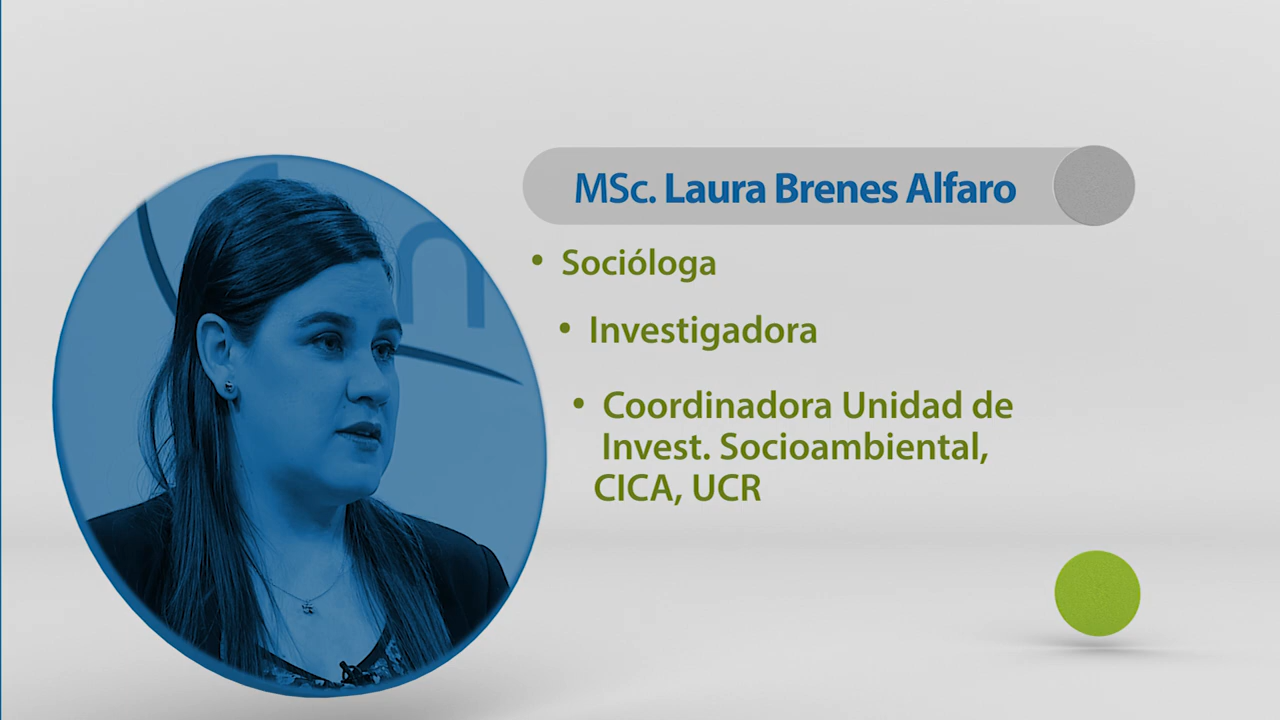 MSc. Laura Brenes Alfaro
• Socióloga
• Investigadora
• Coordinadora Unidad de
Invest. Socioambiental,
CICA, UCR